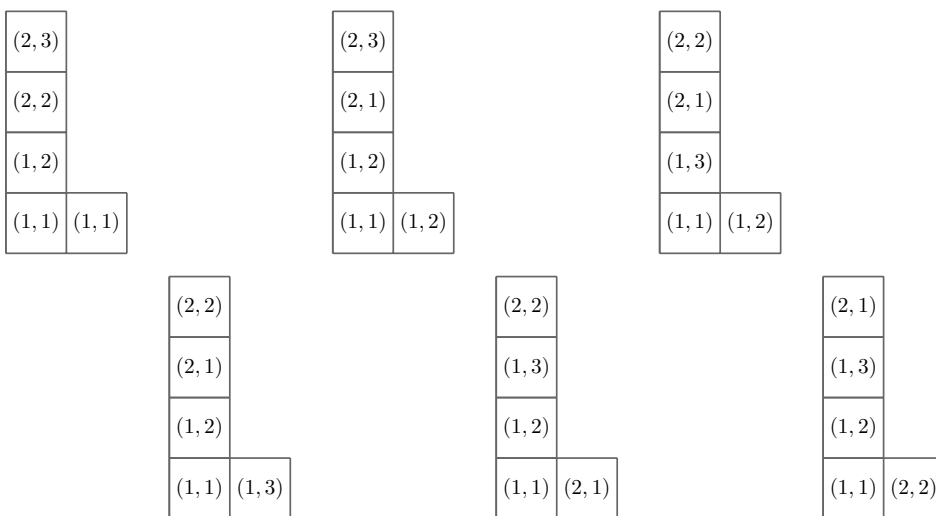 (2, 3) (2, 3) (2, 2)
(2, 2) (2, 1) (2, 1)
(1, 2) (1, 2) (1, 3)
(1, 1) (1, 1) (1, 1) (1, 2) (1, 1) (1, 2)
(2, 2) (2, 2) (2, 1)
(2, 1) (1, 3) (1, 3)
(1, 2) (1, 2) (1, 2)
(1, 1) (1, 3) (1, 1) (2, 1) (1, 1) (2, 2)